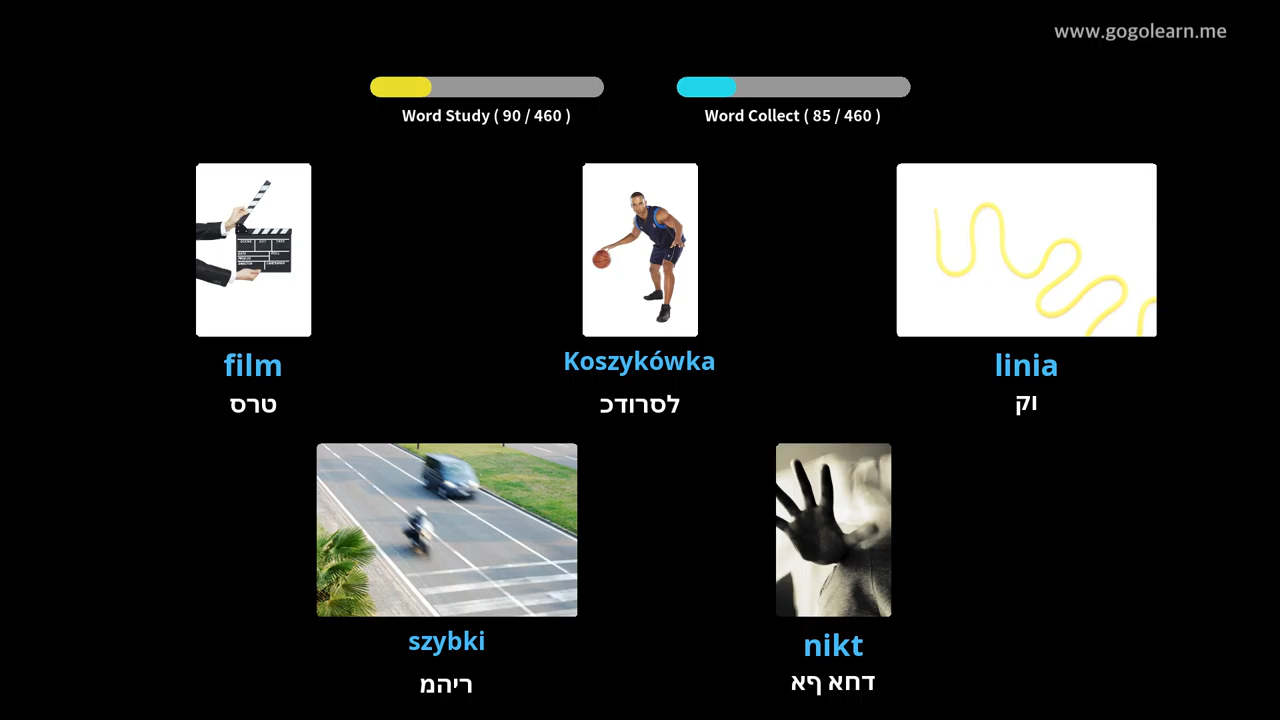 www.gogolearn.me
Word Study ( 90 / 460 )
Word Collect ( 85 / 460 )
film
טרס
Koszykówka
לסרודכ
linia
וק
szybki
ריהמ
nikt
דחא ףא